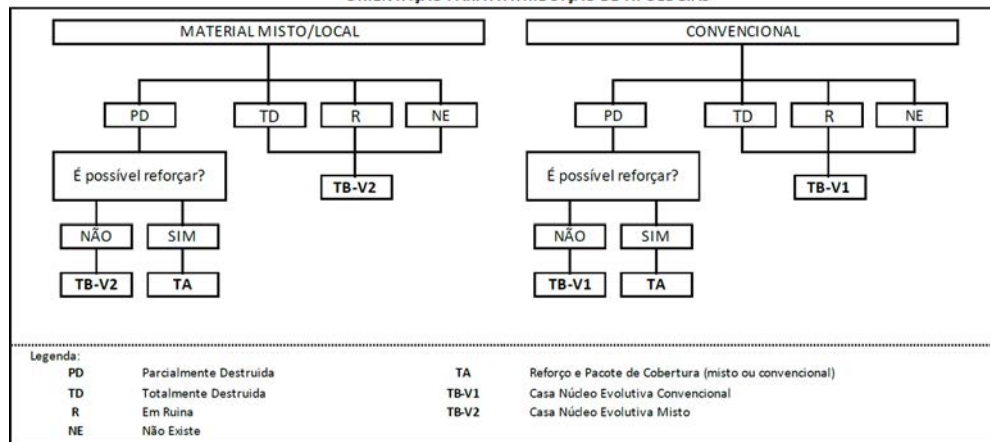 MATERIAL MISTO/LOCAL CONVENCIONAL
PD TD R NE PD TD R NE
É possível reforçar? TB-V2 É possível reforçar? TB-V1
NÃO SIM NÃO SIM
TB-V2 TA TB-V1 TA
Legenda:
PD Parcialmente Destruida TA Reforço e Pacote de Cobertura (misto ou convencional)
TD Totalmente Destruida TB-V1 Casa Núcleo Evolutiva Convencional
R Em Ruina TB-V2 Casa Núcleo Evolutiva Misto
NE Não Existe